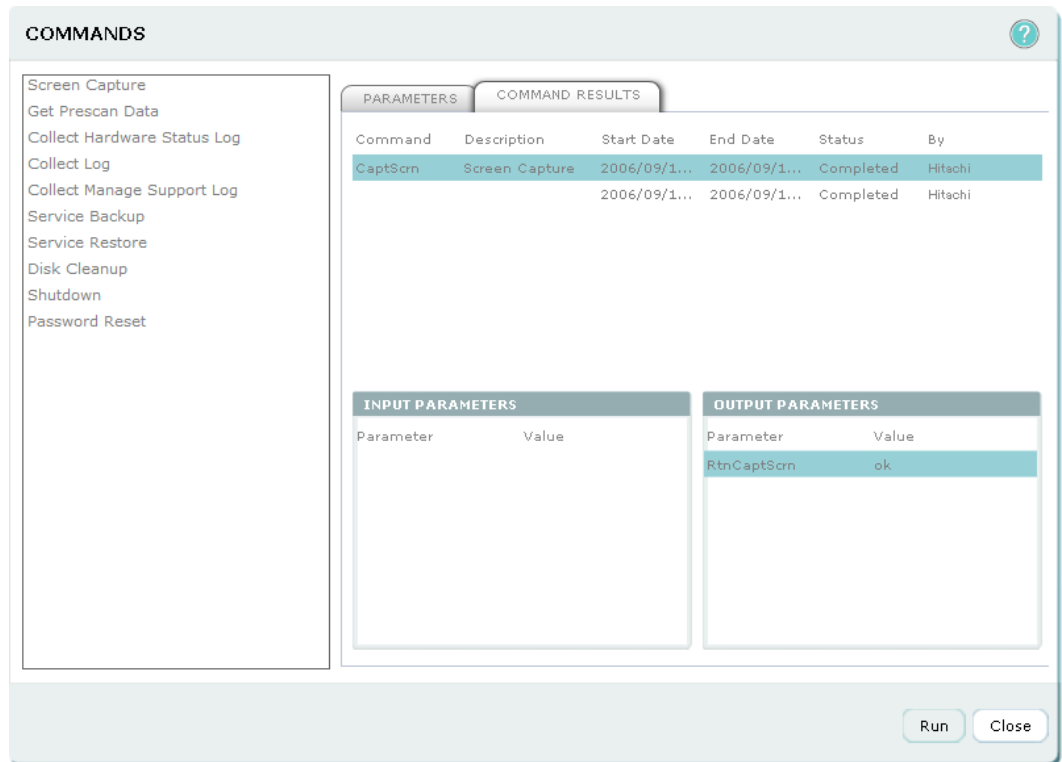 COMMANDS
?
Screen Capture
Get Prescan Data
Collect Hardware Status Log
Collect Log
Collect Manage Support Log
Service Backup
Service Restore
Disk Cleanup
Shutdown
Password Reset
PARAMETERS
COMMAND RESULTS
Command Description Start Date End Date Status By
CaptScrn Screen Capture 2006/09/1... 2006/09/1... Completed Hitachi
2006/09/1... 2006/09/1... Completed Hitachi
INPUT PARAMETERS
Parameter Value
OUTPUT PARAMETERS
Parameter Value
RtnCaptScrn ok
Run
Close